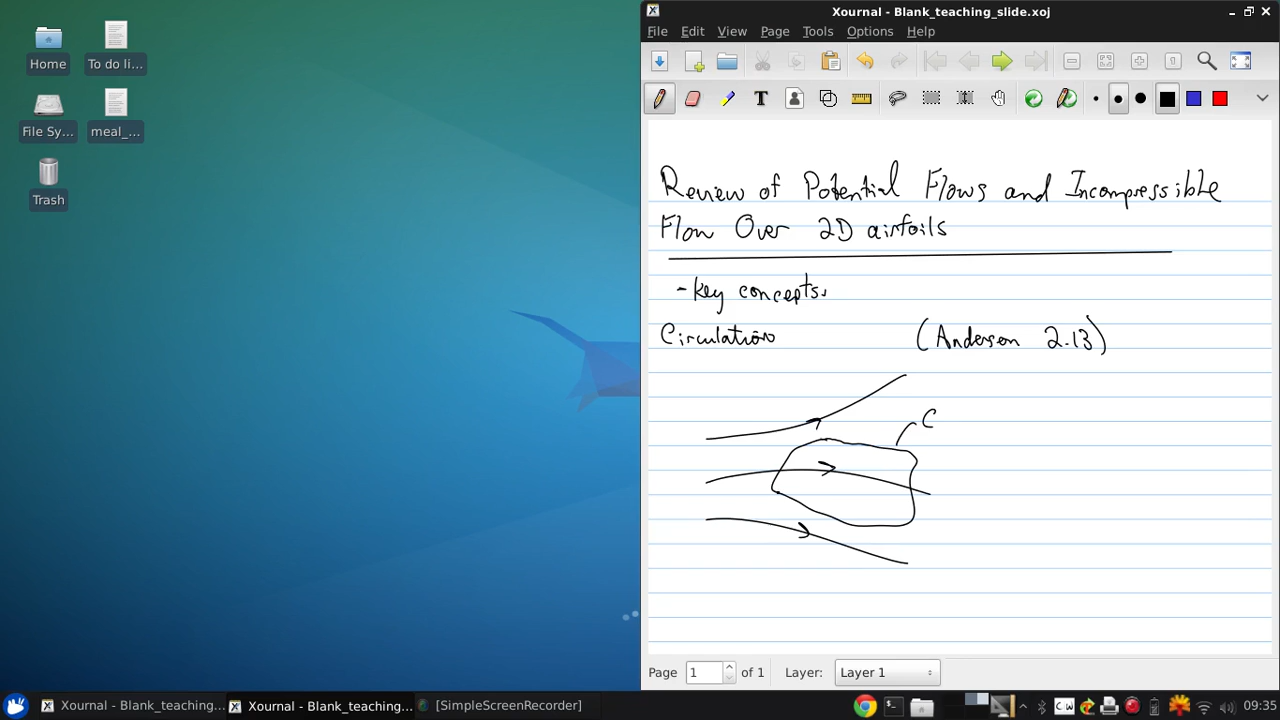 Xournal - Blank_teaching_slide.xoj
File Edit View Page Tools Options Help
T
Home
To do li...
File Sy...
meal_...
Trash
Review of Potential Flows and Incompressible
Flow Over 2D airfoils
- Key concepts.
Circulation (Anderson 2.13)
C
Page 1 of 1 Layer: Layer 1
Xournal - Blank_teaching... Xournal - Blank_teaching... [SimpleScreenRecorder] CW 09:35